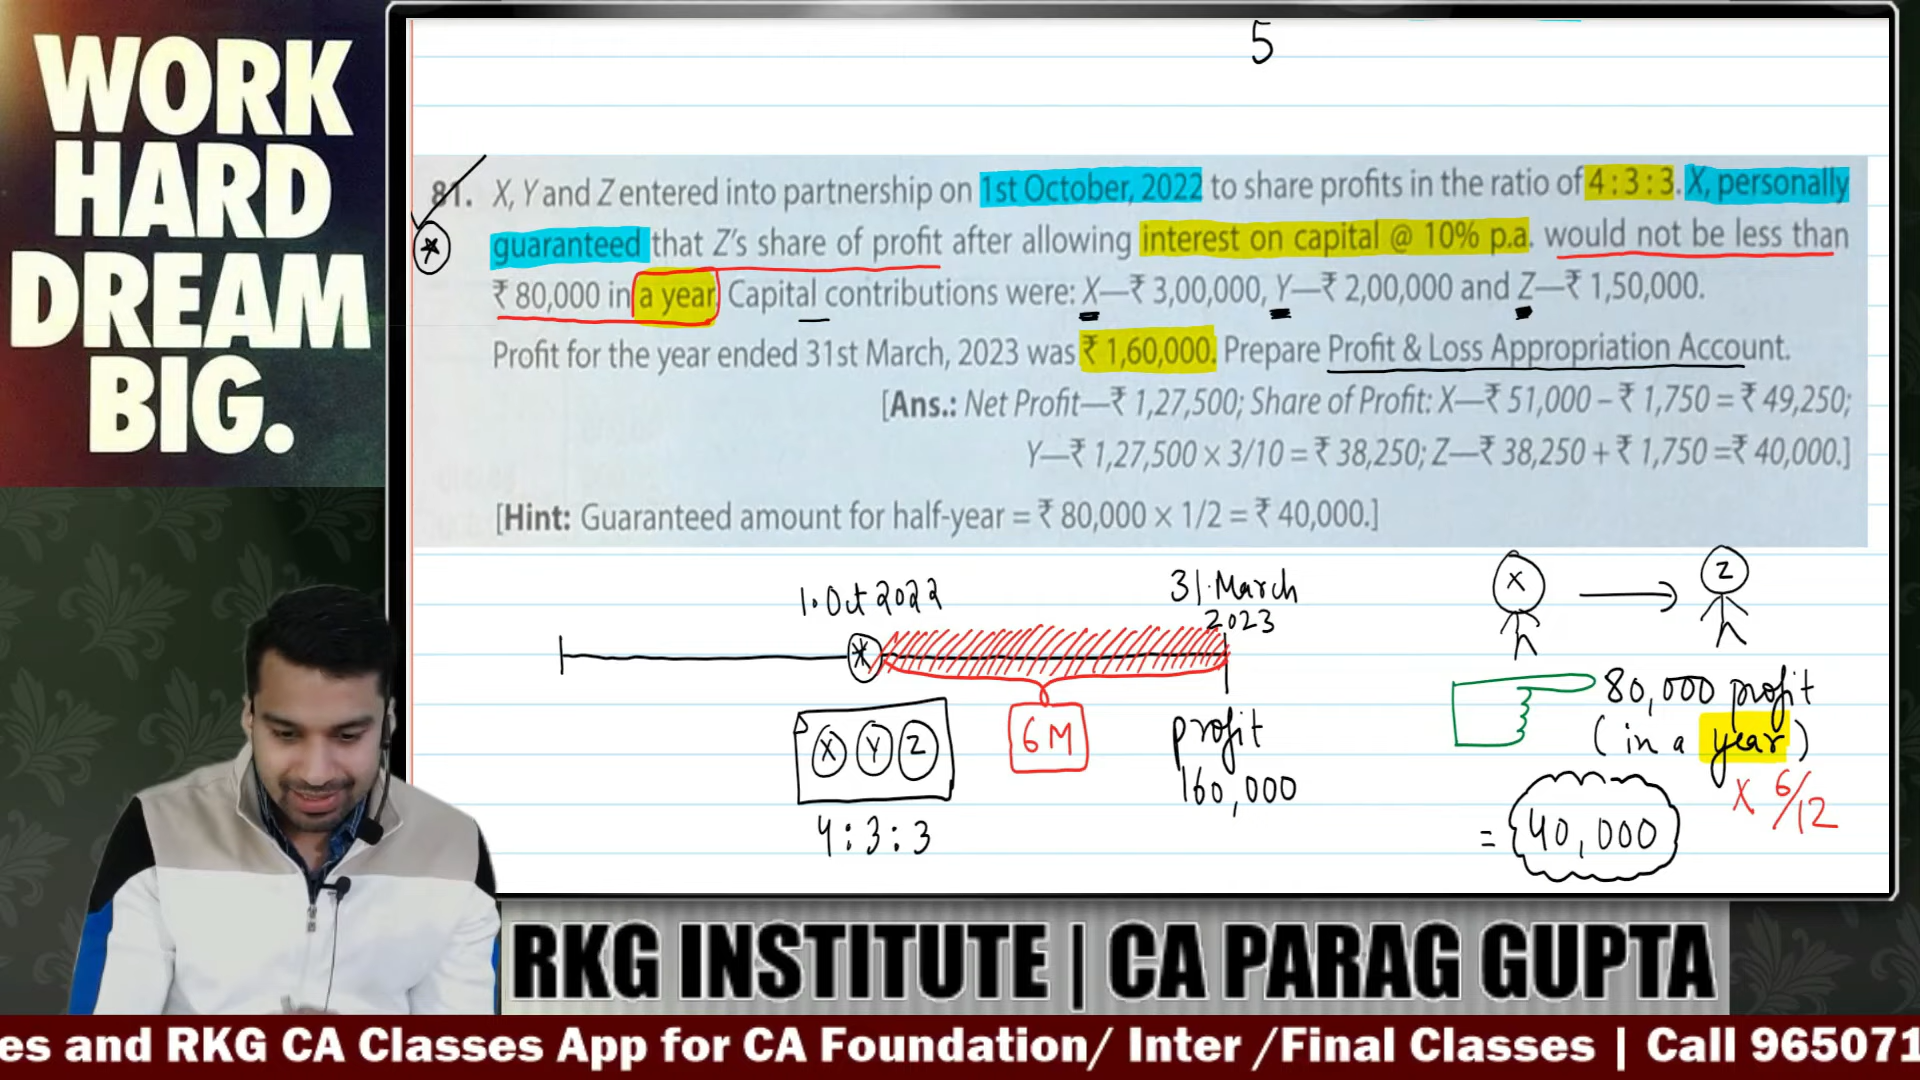 WORK
HARD
DREAM
BIG.
5
81. X, Y and Z entered into partnership on 1st October, 2022 to share profits in the ratio of 4 : 3 : 3. X, personally
guaranteed that Z's share of profit after allowing interest on capital @ 10% p.a. would not be less than
₹ 80,000 in a year. Capital contributions were: X—₹ 3,00,000, Y—₹ 2,00,000 and Z—₹ 1,50,000.
Profit for the year ended 31st March, 2023 was ₹ 1,60,000. Prepare Profit & Loss Appropriation Account.
[Ans.: Net Profit—₹ 1,27,500; Share of Profit: X—₹ 51,000 – ₹ 1,750 = ₹ 49,250;
Y—₹ 1,27,500 × 3/10 = ₹ 38,250; Z—₹ 38,250 + ₹ 1,750 =₹ 40,000.]
[Hint: Guaranteed amount for half-year = ₹ 80,000 × 1/2 = ₹ 40,000.]
1. Oct 2022
31. March
2023
X Y Z
4 : 3 : 3
6 M
profit
160,000
X → Z
80,000 profit
(in a year)
X 6/12
= 40,000
RKG INSTITUTE | CA PARAG GUPTA
es and RKG CA Classes App for CA Foundation/ Inter /Final Classes | Call 965071